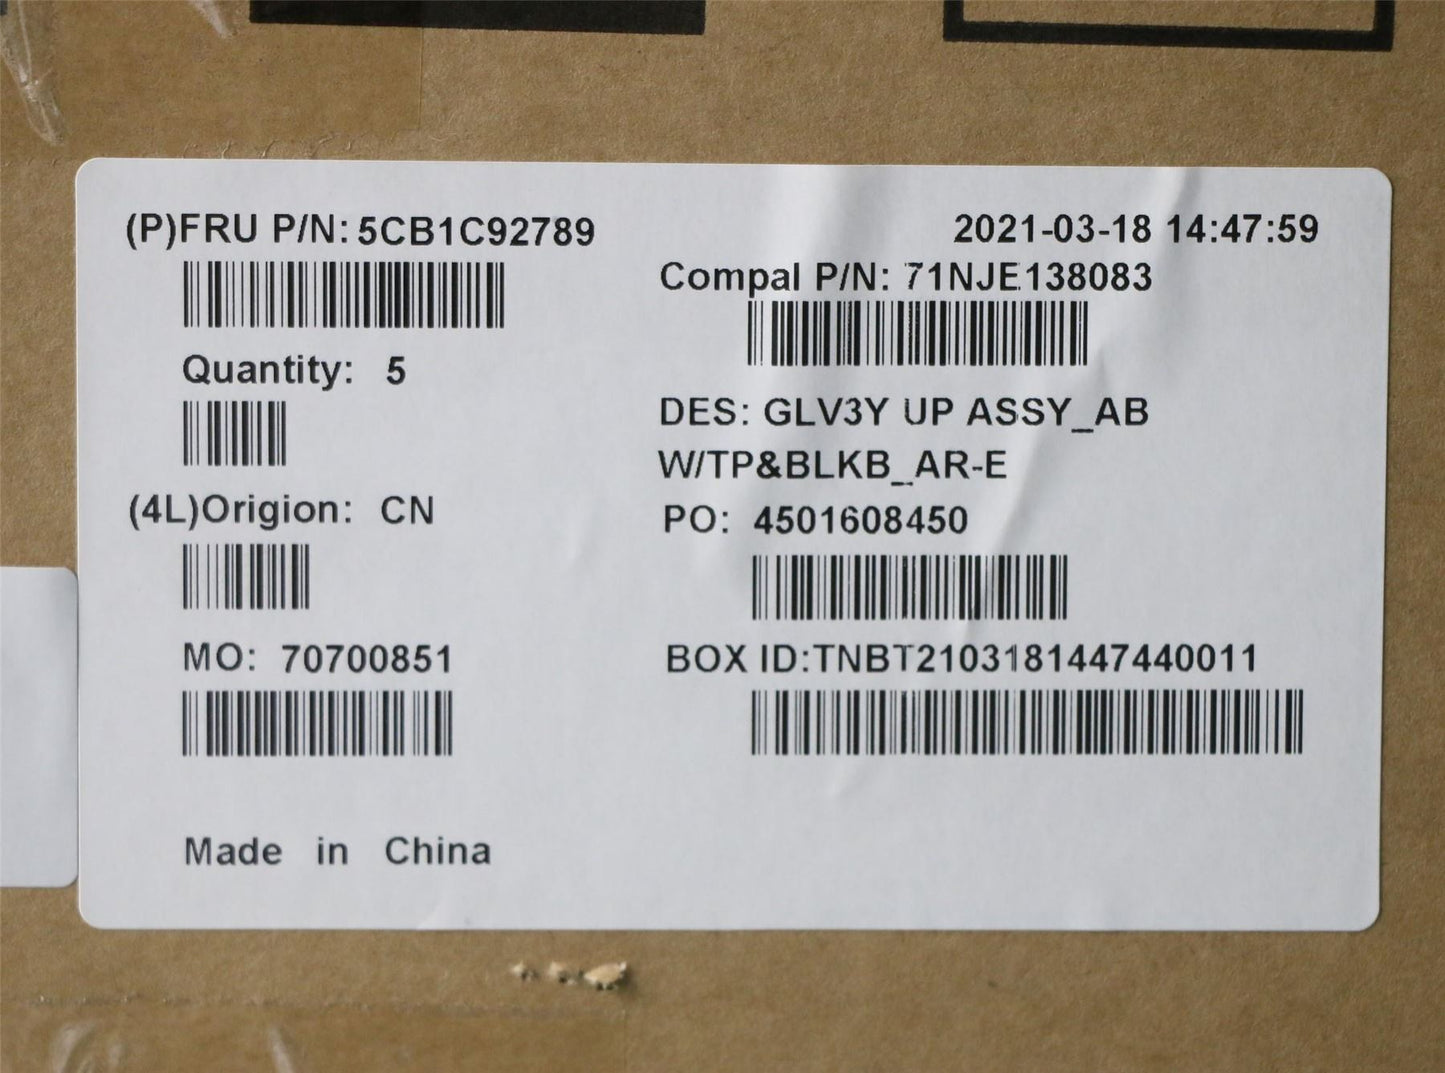 (P)FRU P/N: 5CB1C92789
2021-03-18 14:47:59
Compal P/N: 71NJE138083
Quantity: 5
DES: GLV3Y UP ASSY_AB
W/TP&BLKB_AR-E
(4L)Origion: CN
PO: 4501608450
MO: 70700851
BOX ID:TNBT2103181447440011
Made in China